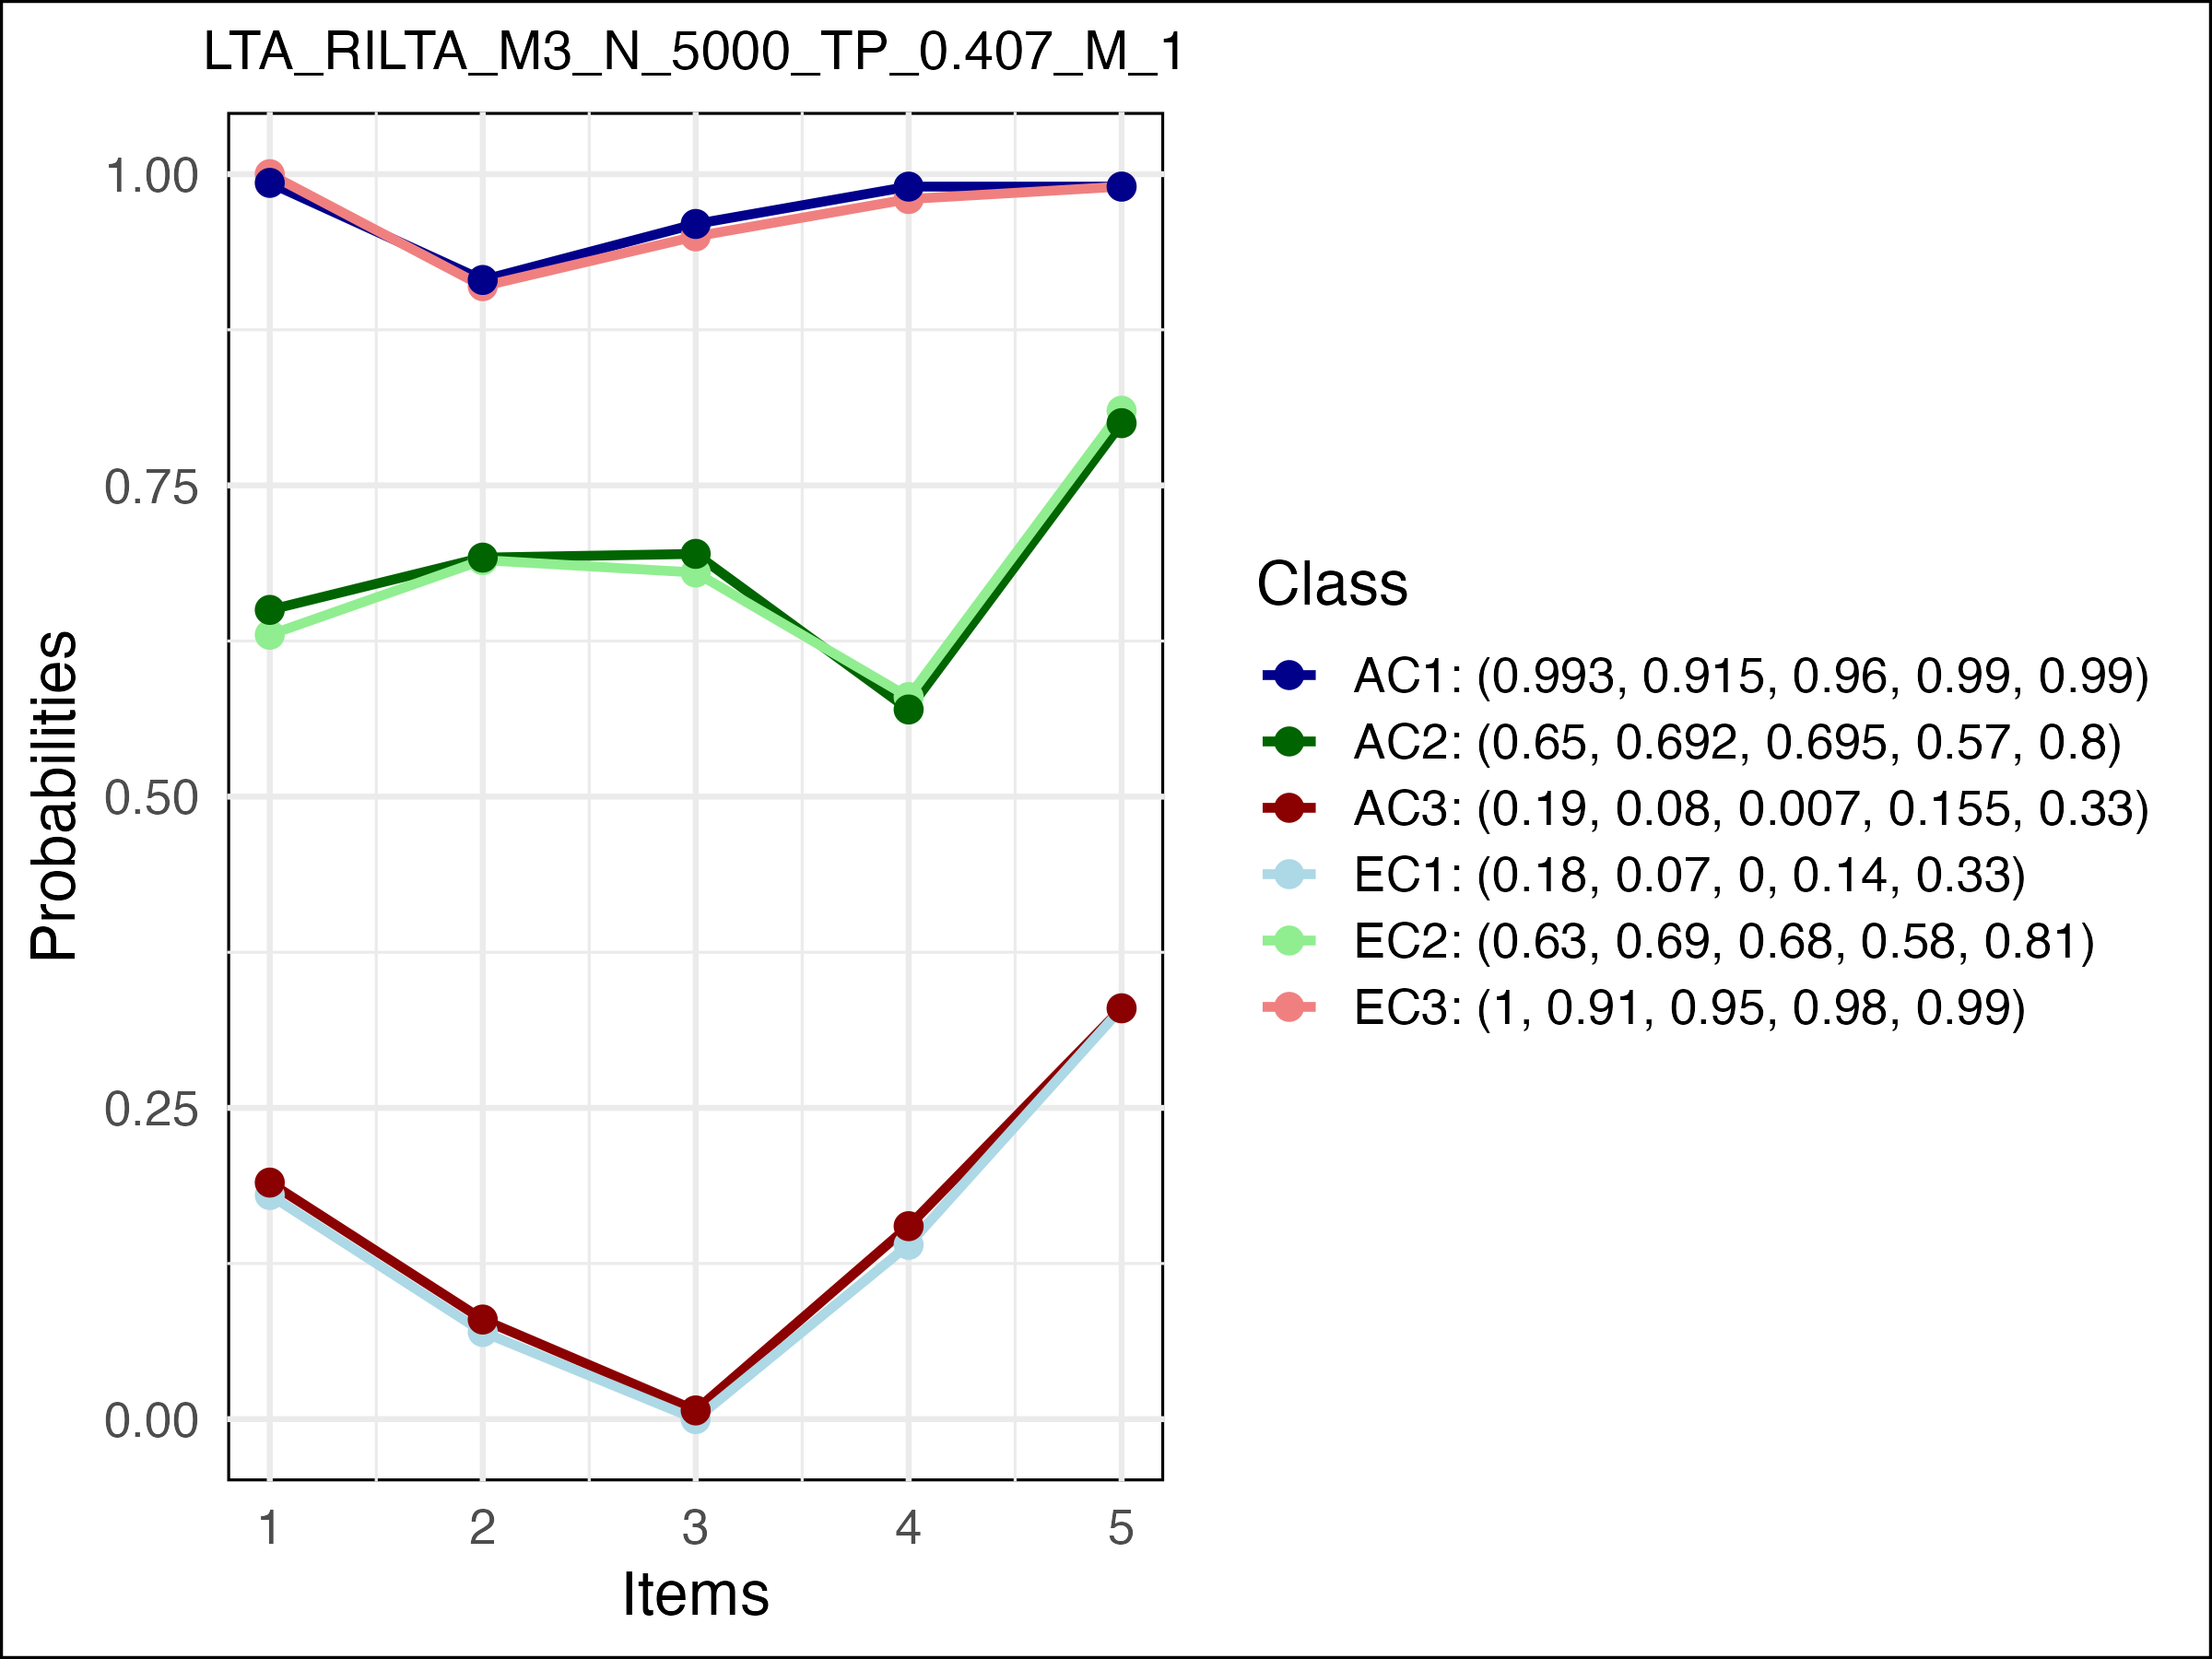 LTA_RILTA_M3_N_5000_TP_0.407_M_1
1.00
0.75
0.50
0.25
0.00
Probabilities
1 2 3 4 5
Items
Class
AC1: (0.993, 0.915, 0.96, 0.99, 0.99)
AC2: (0.65, 0.692, 0.695, 0.57, 0.8)
AC3: (0.19, 0.08, 0.007, 0.155, 0.33)
EC1: (0.18, 0.07, 0, 0.14, 0.33)
EC2: (0.63, 0.69, 0.68, 0.58, 0.81)
EC3: (1, 0.91, 0.95, 0.98, 0.99)